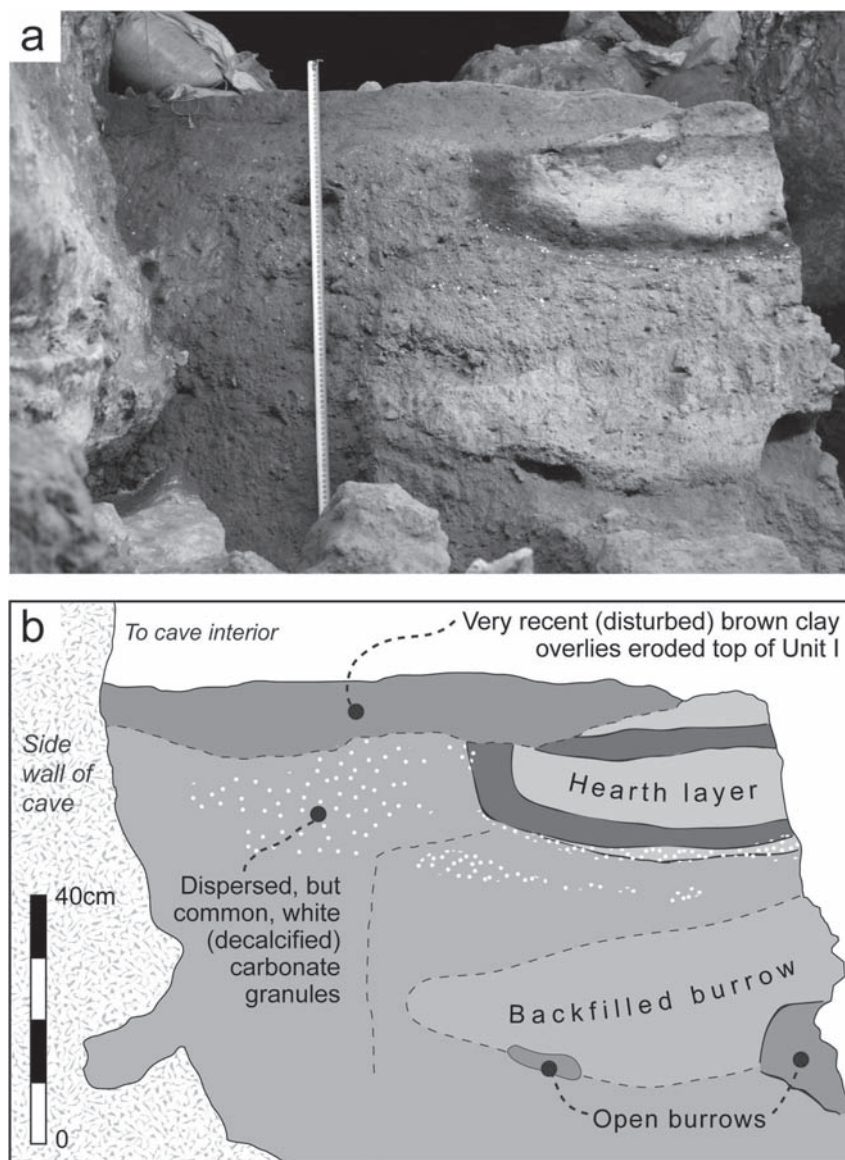 a
b
To cave interior
Very recent (disturbed) brown clay
overlies eroded top of Unit I
Side
wall of
cave
Hearth layer
Dispersed, but
common, white
(decalcified)
carbonate
granules
40cm
0
Backfilled burrow
Open burrows